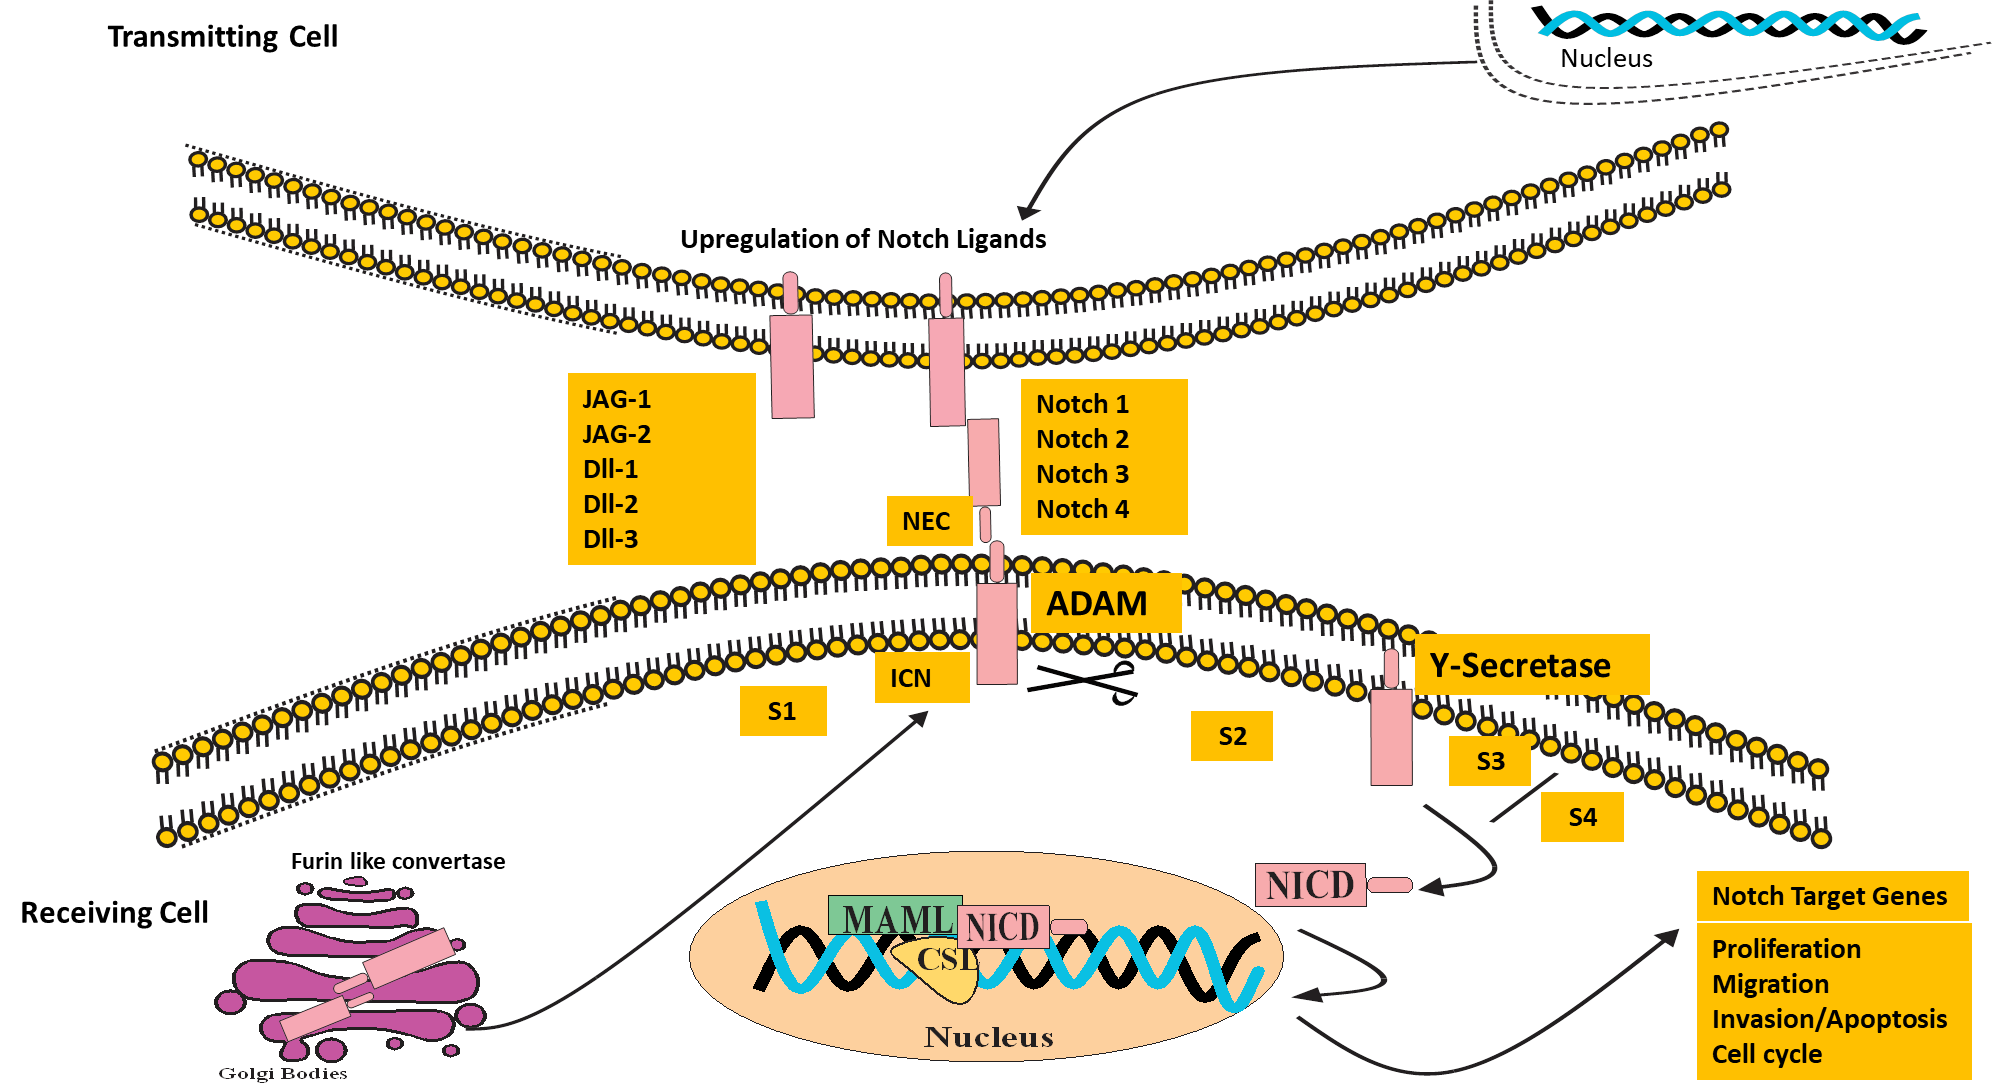 Transmitting Cell
Nucleus
Upregulation of Notch Ligands
JAG-1
JAG-2
Dll-1
Dll-2
Dll-3
Notch 1
Notch 2
Notch 3
Notch 4
NEC
ADAM
Y-Secretase
ICN
S1
S2
S3
S4
Furin like convertase
Receiving Cell
Golgi Bodies
NICD
MAML
NICD
CSL
Nucleus
Notch Target Genes
Proliferation
Migration
Invasion/Apoptosis
Cell cycle